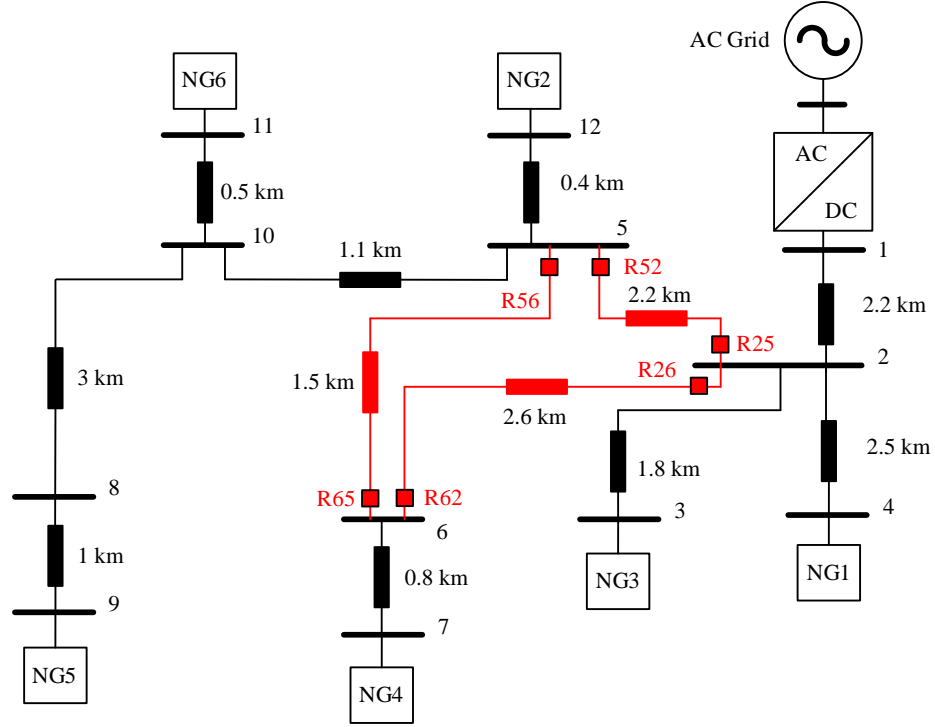 AC Grid
NG6
NG2
11
12
AC
DC
0.5 km
0.4 km
10
5
1
1.1 km
R52
R56
2.2 km
2.2 km
R25
2
R26
3 km
1.5 km
2.6 km
1.8 km
2.5 km
8
R65
R62
6
3
4
1 km
0.8 km
NG3
NG1
9
7
NG5
NG4